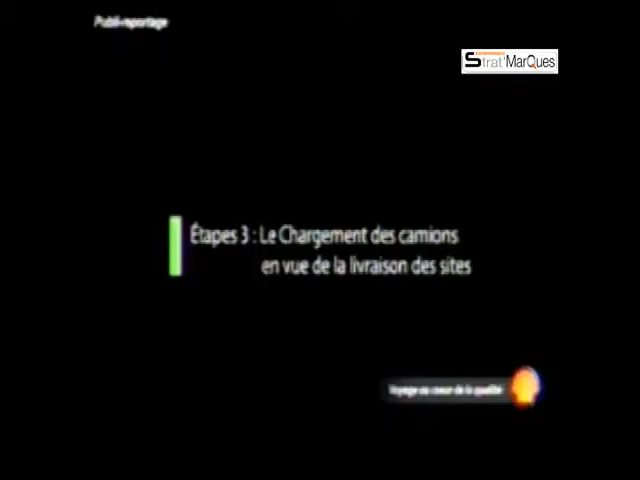 Publi-reportage
Strat'MarQues
Étapes 3 : Le Chargement des camions
en vue de la livraison des sites
Voyage au coeur de la qualité